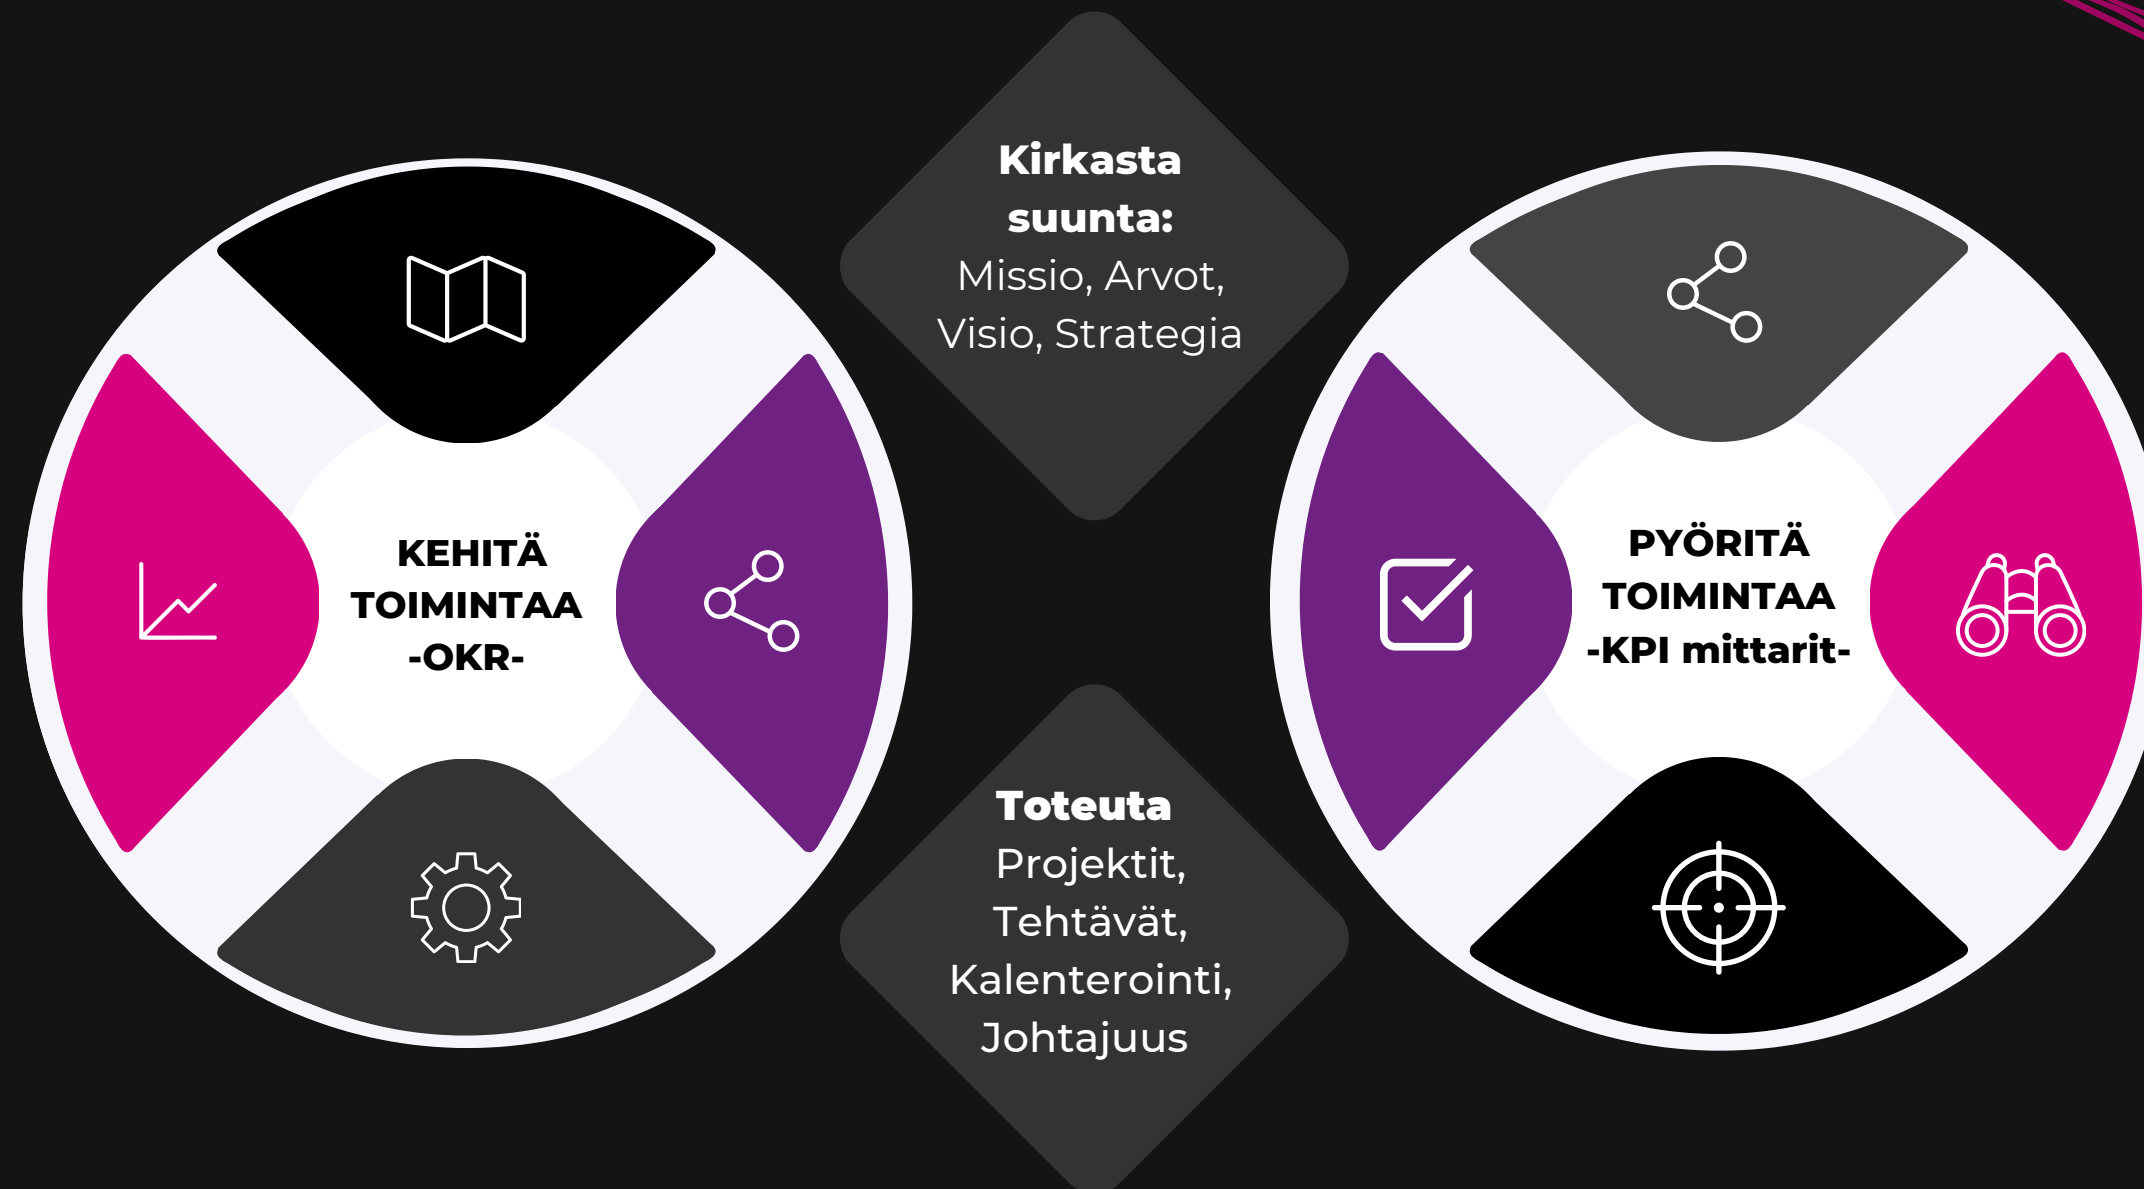 Kirkasta
suunta:
Missio, Arvot,
Visio, Strategia
KEHITÄ
TOIMINTAA
-OKR-
PYÖRITÄ
TOIMINTAA
-KPI mittarit-
Toteuta
Projektit,
Tehtävät,
Kalenterointi,
Johtajuus